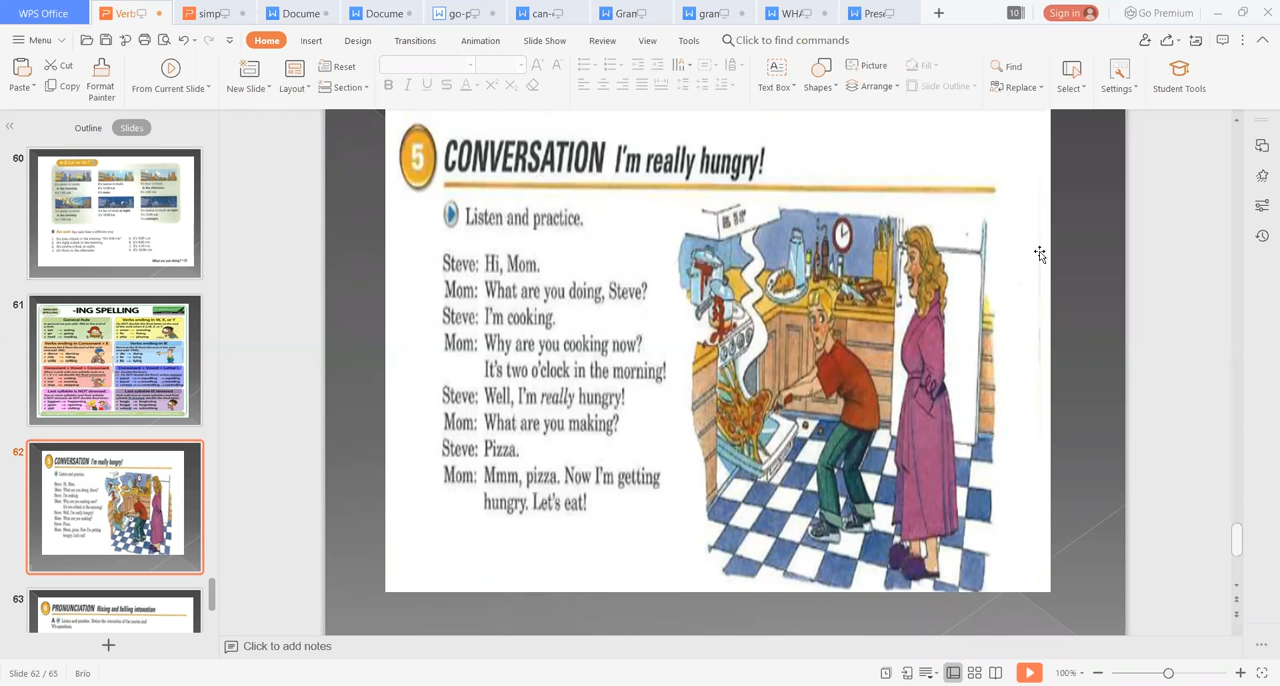 WPS Office
Verb
simp
Docume
Docume
go-p
can-
Gran
gran
WHA
Prese
10
Sign in
Go Premium
Menu
Home
Insert
Design
Transitions
Animation
Slide Show
Review
View
Tools
Click to find commands
Paste
Cut
Copy
Format
Painter
From Current Slide
New Slide
Layout
Reset
Section
Text Box
Shapes
Picture
Arrange
Fill
Slide Outline
Find
Replace
Select
Settings
Student Tools
Outline
Slides
60
61
-ING SPELLING
62
CONVERSATION I'm really hungry!
63
PRONUNCIATION Rising and falling intonation
5 CONVERSATION I'm really hungry!
Listen and practice.
Steve: Hi, Mom.
Mom: What are you doing, Steve?
Steve: I'm cooking.
Mom: Why are you cooking now?
It's two o'clock in the morning!
Steve: Well, I'm really hungry!
Mom: What are you making?
Steve: Pizza.
Mom: Mmm, pizza. Now I'm getting
hungry. Let's eat!
Click to add notes
Slide 62 / 65
Brío
100%